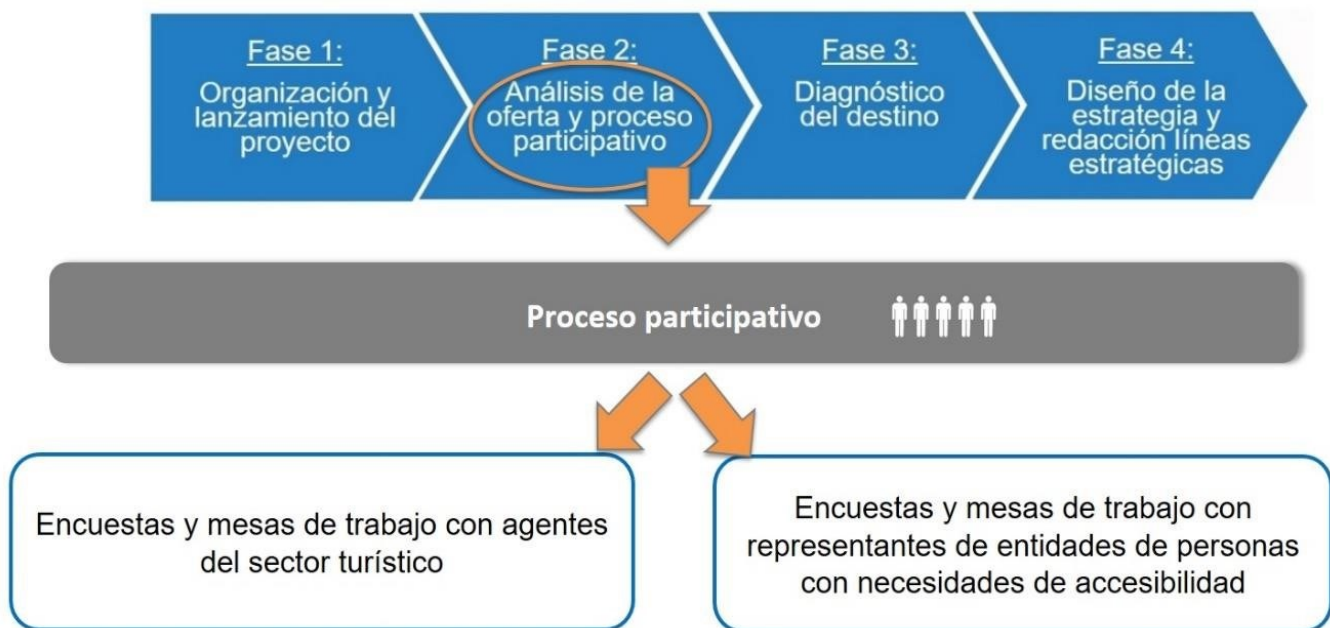 Fase 1:
Organización y
lanzamiento del
proyecto
Fase 2:
Análisis de la
oferta y proceso
participativo
Fase 3:
Diagnóstico
del destino
Fase 4:
Diseño de la
estrategia y
redacción líneas
estratégicas
Proceso participativo
Encuestas y mesas de trabajo con agentes
del sector turístico
Encuestas y mesas de trabajo con
representantes de entidades de personas
con necesidades de accesibilidad